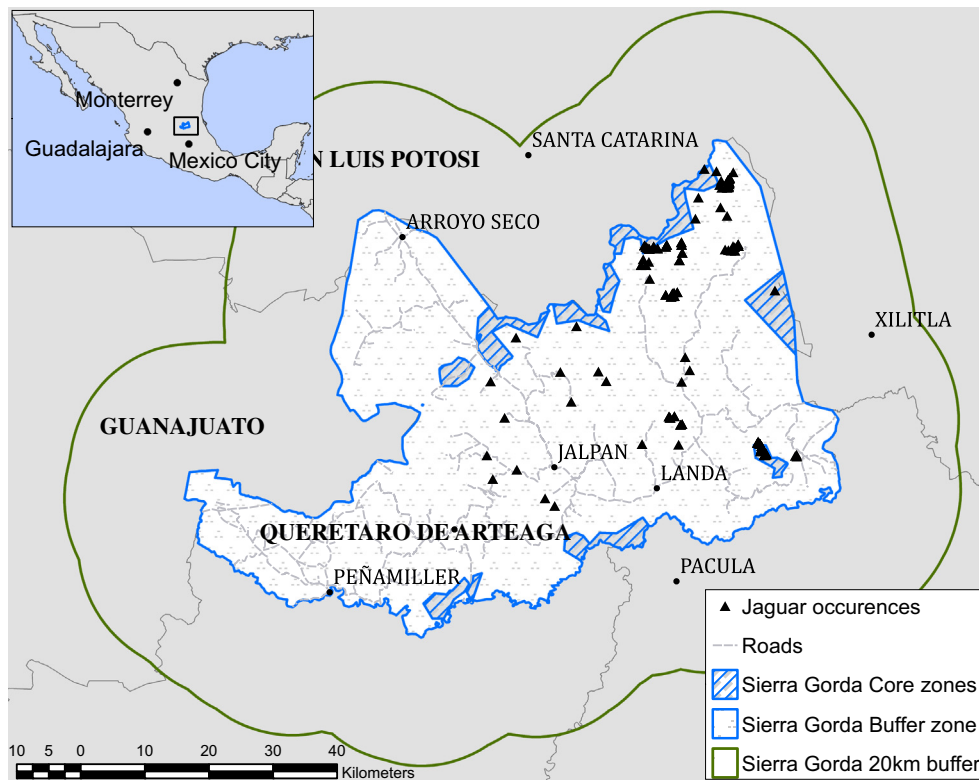 Monterrey
Guadalajara
Mexico City
SANTA CATARINA
N LUIS POTOSI
ARROYO SECO
XILITLA
GUANAJUATO
JALPAN
LANDA
QUERETARO DE ARTEAGA
PEÑAMILLER
PACULA
Jaguar occurences
Roads
Sierra Gorda Core zones
Sierra Gorda Buffer zone
Sierra Gorda 20km buffer
10 5 0 10 20 30 40
Kilometers